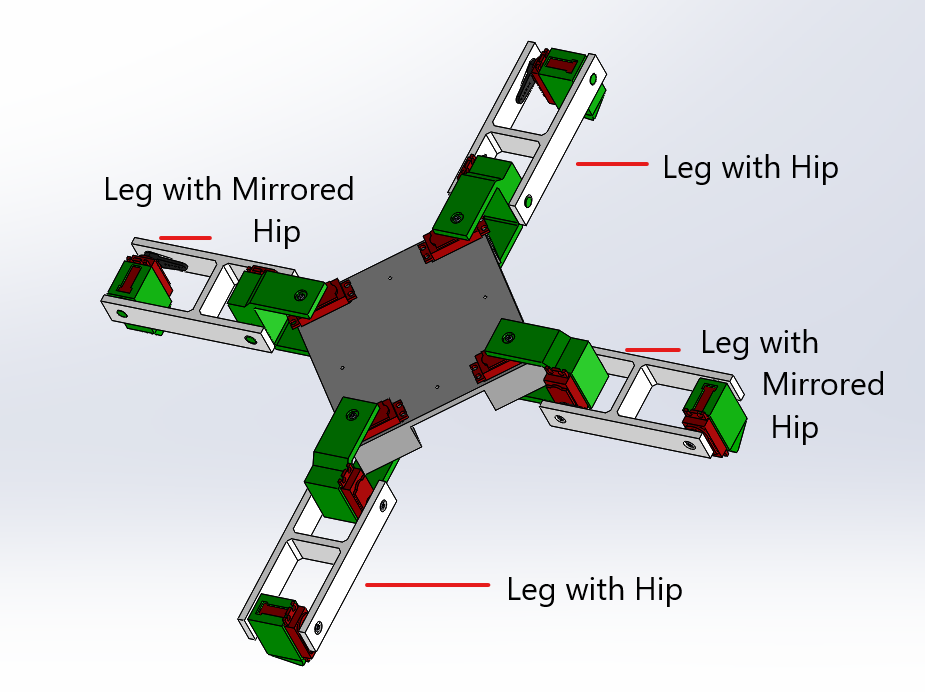 Leg with Hip
Leg with Mirrored
Hip
Leg with
Mirrored
Hip
Leg with Hip